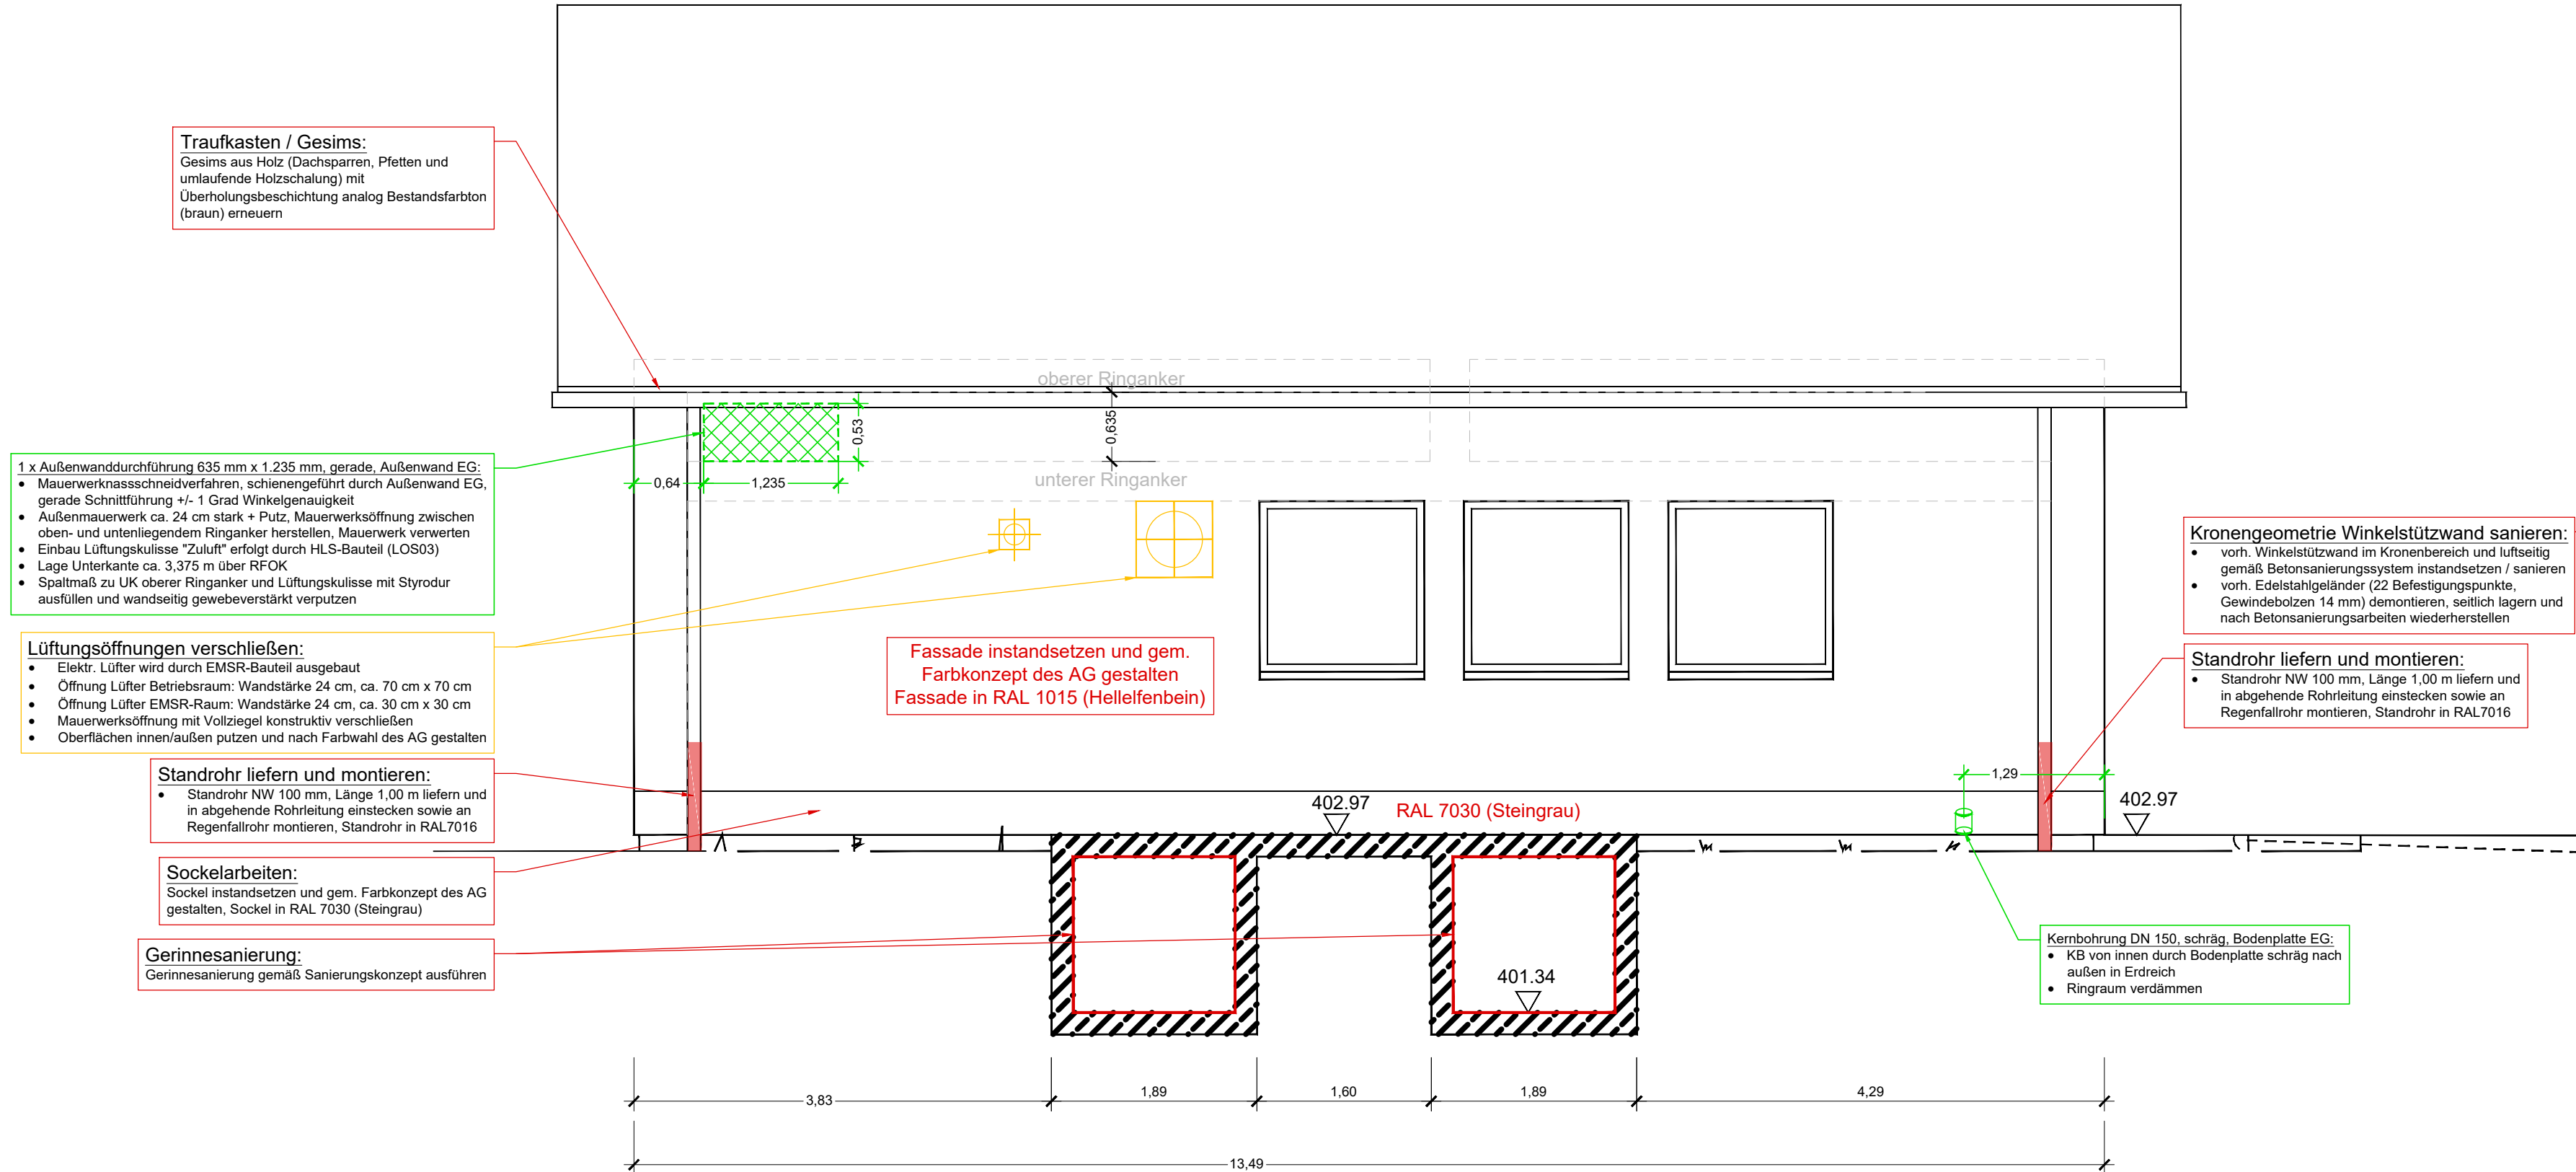 Traufkasten / Gesims:
Gesims aus Holz (Dachsparren, Pfetten und
umlaufende Holzschalung) mit
Überholungsbeschichtung analog Bestandsfarbton
(braun) erneuern
oberer Ringanker
0,635
0,53
unterer Ringanker
0,64
1,235
1 x Außenwanddurchführung 635 mm x 1.235 mm, gerade, Außenwand EG:
• Mauerwerknassschneidverfahren, schienengeführt durch Außenwand EG,
gerade Schnittführung +/- 1 Grad Winkelgenauigkeit
• Außenmauerwerk ca. 24 cm stark + Putz, Mauerwerksöffnung zwischen
oben- und untenliegendem Ringanker herstellen, Mauerwerk verwerten
• Einbau Lüftungskulisse "Zuluft" erfolgt durch HLS-Bauteil (LOS03)
• Lage Unterkante ca. 3,375 m über RFOK
• Spaltmaß zu UK oberer Ringanker und Lüftungskulisse mit Styrodur
ausfüllen und wandseitig gewebeverstärkt verputzen
Kronengeometrie Winkelstützwand sanieren:
• vorh. Winkelstützwand im Kronenbereich und luftseitig
gemäß Betonsanierungssystem instandsetzen / sanieren
• vorh. Edelstahlgeländer (22 Befestigungspunkte,
Gewindebolzen 14 mm) demontieren, seitlich lagern und
nach Betonsanierungsarbeiten wiederherstellen
Lüftungsöffnungen verschließen:
• Elektr. Lüfter wird durch EMSR-Bauteil ausgebaut
• Öffnung Lüfter Betriebsraum: Wandstärke 24 cm, ca. 70 cm x 70 cm
• Öffnung Lüfter EMSR-Raum: Wandstärke 24 cm, ca. 30 cm x 30 cm
• Mauerwerksöffnung mit Vollziegel konstruktiv verschließen
• Oberflächen innen/außen putzen und nach Farbwahl des AG gestalten
Fassade instandsetzen und gem.
Farbkonzept des AG gestalten
Fassade in RAL 1015 (Hellelfenbein)
Standrohr liefern und montieren:
• Standrohr NW 100 mm, Länge 1,00 m liefern und
in abgehende Rohrleitung einstecken sowie an
Regenfallrohr montieren, Standrohr in RAL7016
Standrohr liefern und montieren:
• Standrohr NW 100 mm, Länge 1,00 m liefern und
in abgehende Rohrleitung einstecken sowie an
Regenfallrohr montieren, Standrohr in RAL7016
1,29
402.97
RAL 7030 (Steingrau)
402.97
Sockelarbeiten:
Sockel instandsetzen und gem. Farbkonzept des AG
gestalten, Sockel in RAL 7030 (Steingrau)
Gerinnesanierung:
Gerinnesanierung gemäß Sanierungskonzept ausführen
401.34
Kernbohrung DN 150, schräg, Bodenplatte EG:
• KB von innen durch Bodenplatte schräg nach
außen in Erdreich
• Ringraum verdämmen
3,83
1,89
1,60
1,89
4,29
13,49